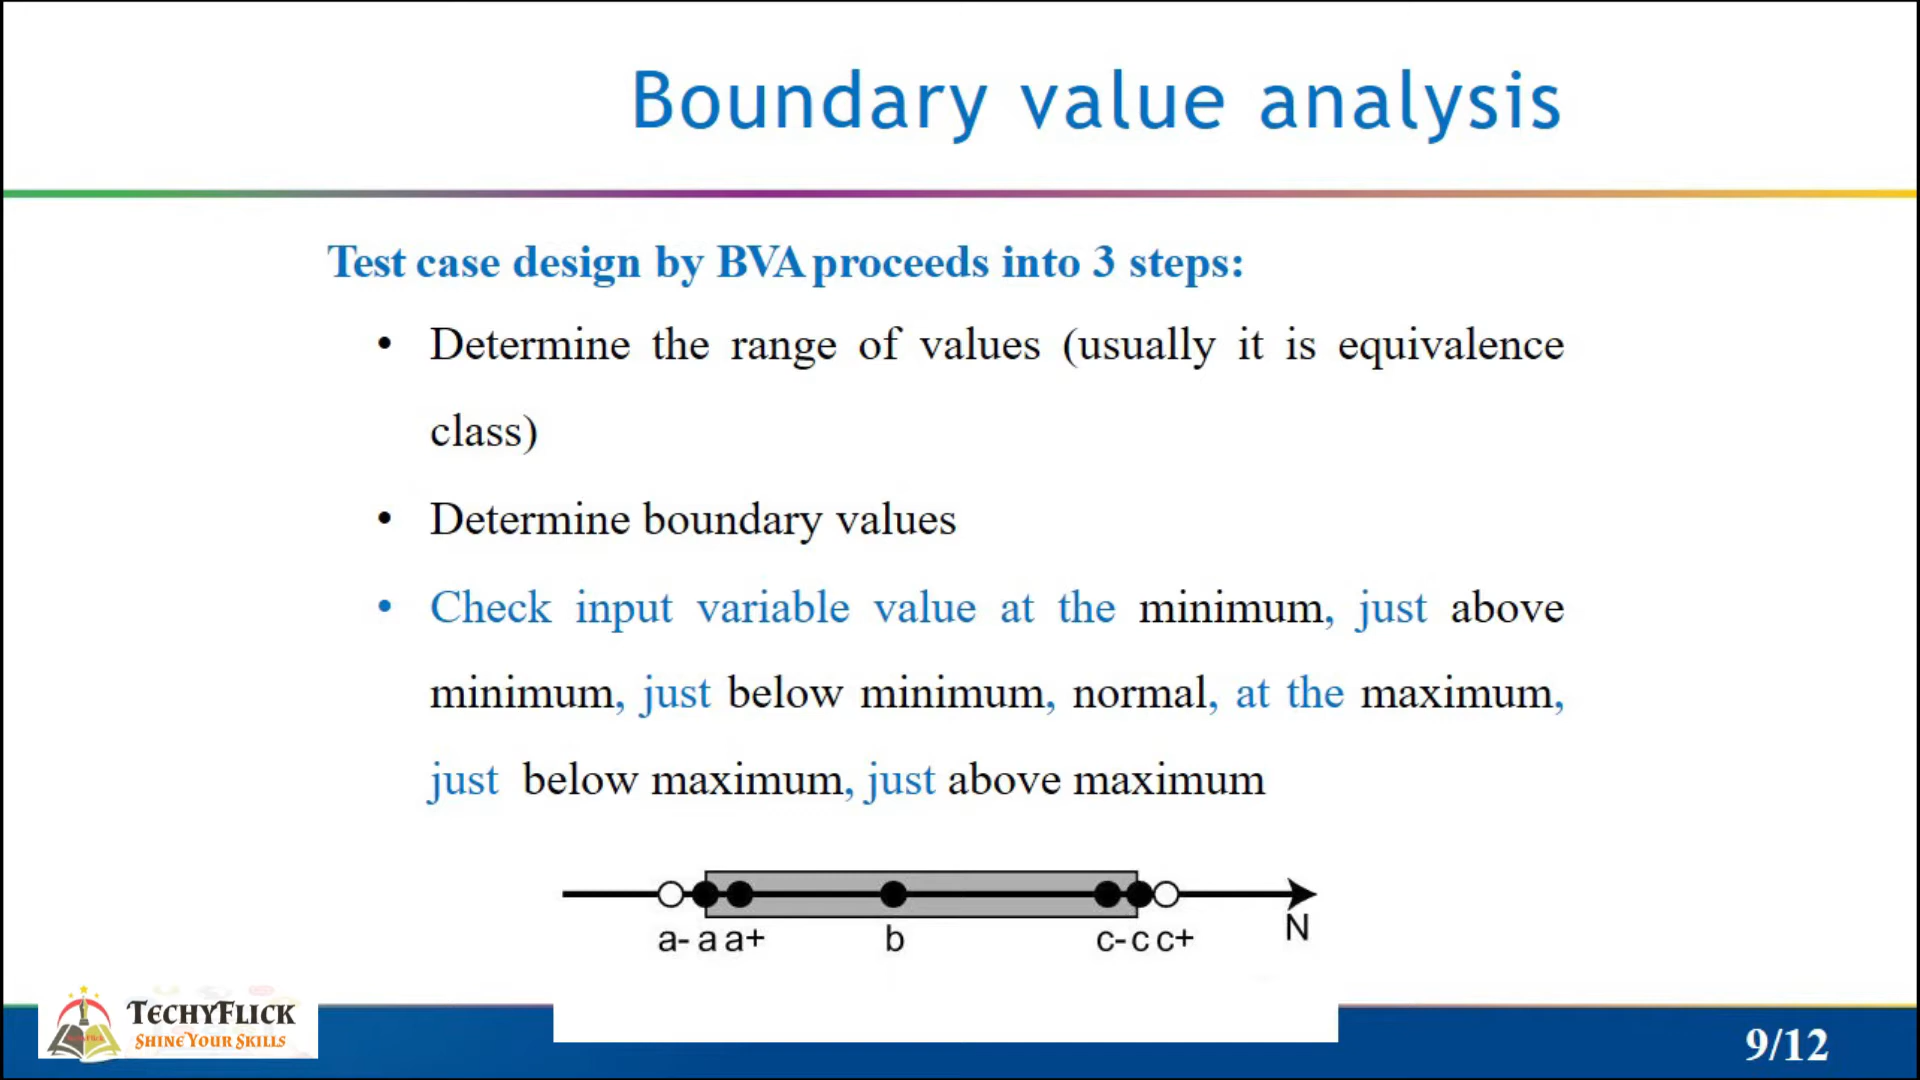 Boundary value analysis
Test case design by BVA proceeds into 3 steps:
• Determine the range of values (usually it is equivalence
class)
• Determine boundary values
• Check input variable value at the minimum, just above
minimum, just below minimum, normal, at the maximum,
just below maximum, just above maximum
a- a a+ b c- c c+ N
TECHYFLICK
SHINE YOUR SKILLS
9/12